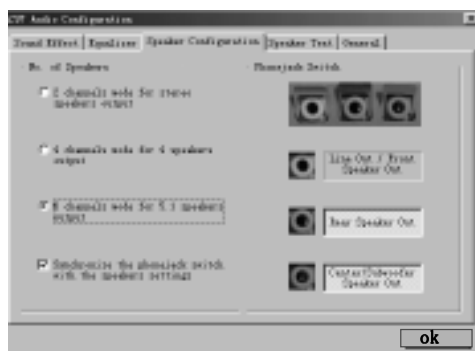 Audio Configuration
Sound Effect Equalizer Speaker Configuration Speaker Test General
No. of Speakers
Phonejack Switch
2 channels mode for stereo
speakers output
4 channels mode for 4 speakers
output
Line Out / Front
Speaker Out
6 channels mode for 5.1 speakers
output
Rear Speaker Out
Synchronize the phonejack switch
with the speakers settings
Center/Subwoofer
Speaker Out
ok